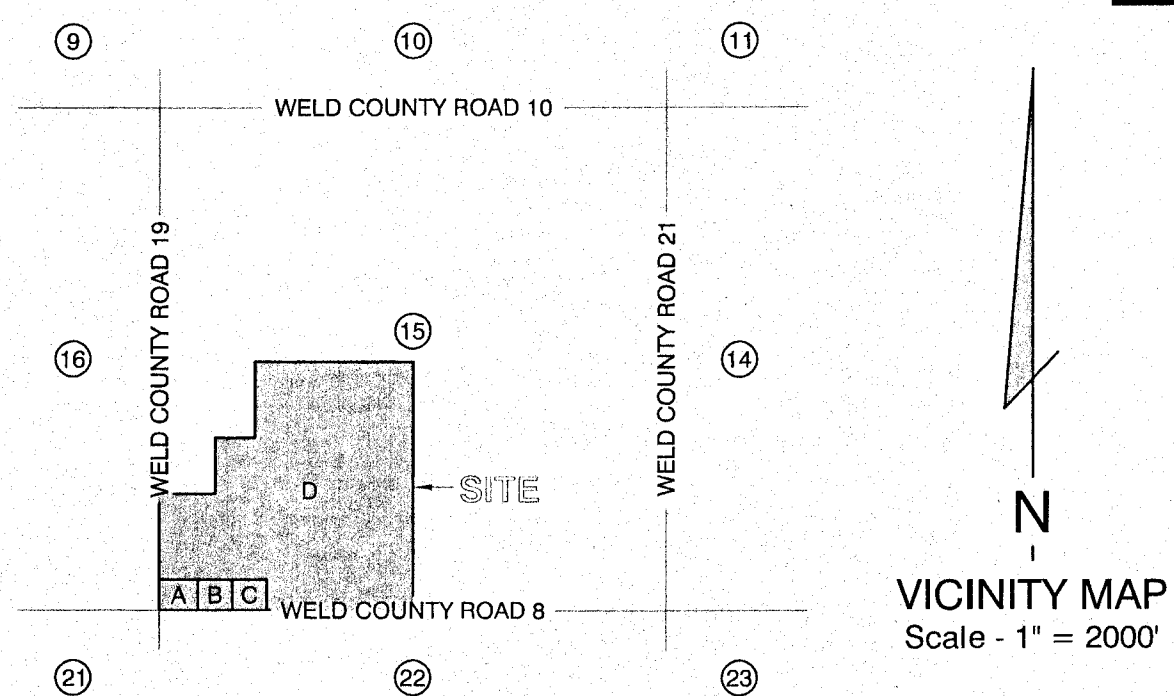 9
10
11
WELD COUNTY ROAD 10
WELD COUNTY ROAD 19
WELD COUNTY ROAD 21
15
16
14
D
SITE
A B C
WELD COUNTY ROAD 8
21
22
23
N
VICINITY MAP
Scale - 1" = 2000'